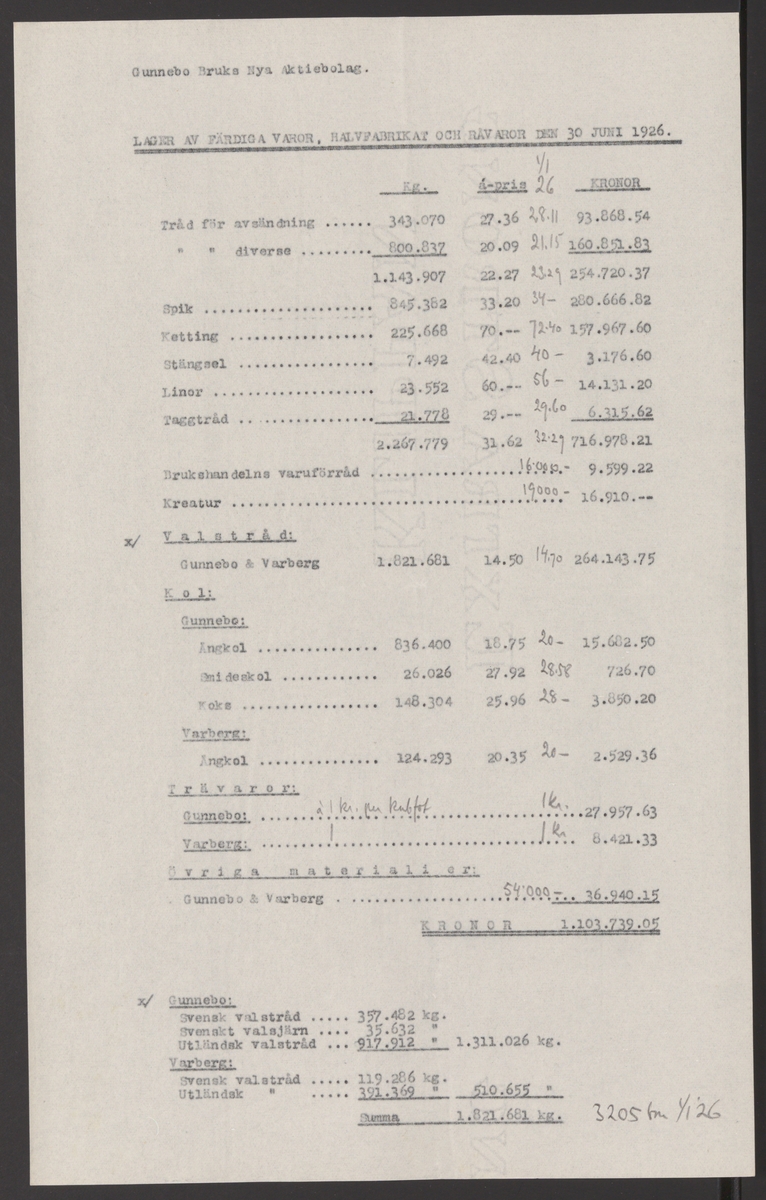 Gunnebo Bruks Nya Aktiebolag.
LAGER AV FÄRDIGA VAROR, HALVFABRIKAT OCH RÅVAROR DEN 30 JUNI 1926.
Kg. á-pris 1/1 26 KRONOR
Tråd för avsändning ...... 343.070 27.36 28.11 93.868.54
" " diverse ......... 800.837 20.09 21.15 160.851.83
1.143.907 22.27 23.29 254.720.37
Spik .................... 845.382 33.20 34- 280.666.82
Ketting ................. 225.668 70.-- 72.40 157.967.60
Stängsel ................. 7.492 42.40 40- 3.176.60
Linor ................... 23.552 60.-- 56- 14.131.20
Taggtråd ................ 21.778 29.-- 29.60 6.315.62
2.267.779 31.62 32.29 716.978.21
Brukshandelns varuförråd ........................ 16.000.- 9.599.22
Kreatur ........................................ 19000- 16.910.--
x/ Valstråd:
Gunnebo & Varberg 1.821.681 14.50 14.70 264.143.75
Kol:
Gunnebo:
Ångkol ............... 836.400 18.75 20- 15.682.50
Smideskol ............ 26.026 27.92 28.58 726.70
Koks ................. 148.304 25.96 28- 3.850.20
Varberg:
Ångkol ............... 124.293 20.35 20- 2.529.36
Trävaror:
Gunnebo: ...... à 1 kr. per kubfot ...... 1 kr. 27.957.63
Varberg: ...................................... 1 kr 8.421.33
Övriga materialier:
Gunnebo & Varberg . ........................ 54.000-.. 36.940.15
KRONOR 1.103.739.05
x/ Gunnebo:
Svensk valstråd ..... 357.482 kg.
Svenskt valsjärn .... 35.632 "
Utländsk valstråd ... 917.912 " 1.311.026 kg.
Varberg:
Svensk valstråd ..... 119.286 kg.
Utländsk " ..... 391.369 " 510.655 "
Summa 1.821.681 kg. 3205 ton 1/1'26